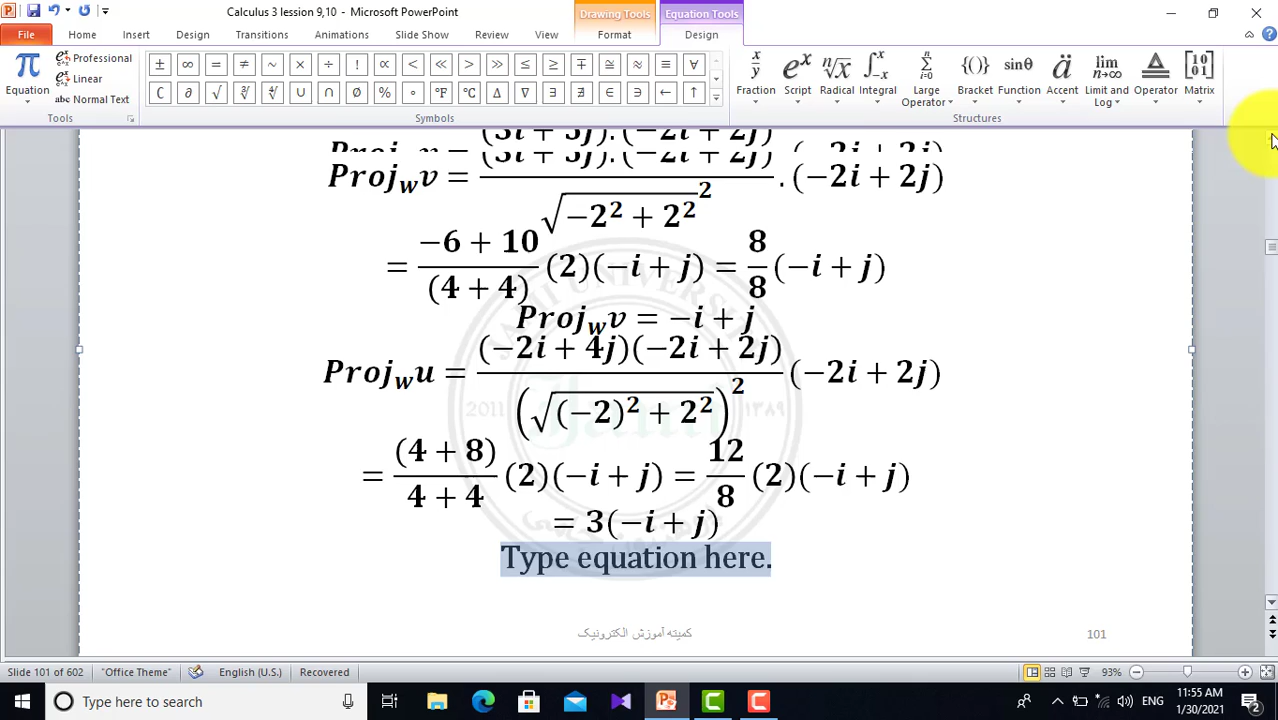 Calculus 3 lession 9,10 - Microsoft PowerPoint
Drawing Tools
Equation Tools
File Home Insert Design Transitions Animations Slide Show Review View Format Design
π Equation
Professional
Linear
abc Normal Text
Tools
± ∞ = ≠ ~ × ÷ ! ∝ < ≪ > ≫ ≤ ≥ ∓ ≅ ≈ ≡ ∀
∁ ∂ √ ∛ ∜ ∪ ∩ ∅ % ° °F °C ∆ ∇ ∃ ∄ ∈ ∋ ← ↑
Symbols
Fraction Script Radical Integral Large Operator Bracket Function Accent Limit and Log Operator Matrix
Structures
Proj_w v = (3i + 5j).(−2i + 2j) / √(−2² + 2²)² . (−2i + 2j)
= (−6 + 10)/(4 + 4) (2)(−i + j) = 8/8 (−i + j)
Proj_w v = −i + j
Proj_w u = (−2i + 4j)(−2i + 2j) / (√((−2)² + 2²))² (−2i + 2j)
= (4 + 8)/(4 + 4) (2)(−i + j) = 12/8 (2)(−i + j)
= 3(−i + j)
Type equation here.
2011 ۱۳۸۹
کمیته آموزش الکترونیک
101
Slide 101 of 602 "Office Theme" English (U.S.) Recovered 93%
Type here to search
ENG
11:55 AM
1/30/2021
2